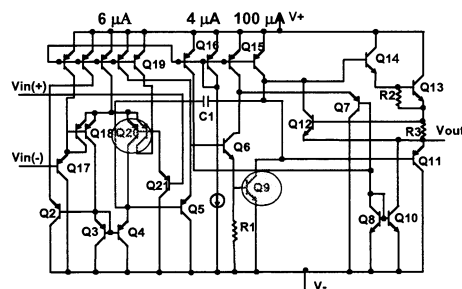 6 µA 4 µA 100 µA V+
Q16 Q15
Q19 Q14
Vin(+) R2 Q13
C1 Q7
Q18 Q20 Q12 Vout
Vin(-) Q6 R3
Q17 Q11
Q21 Q9
Q2 Q5 Q8 Q10
Q3 Q4 R1
V-